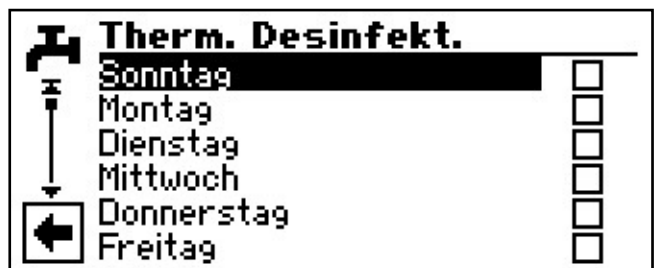 Therm. Desinfekt.
Sonntag
Montag
Dienstag
Mittwoch
Donnerstag
Freitag